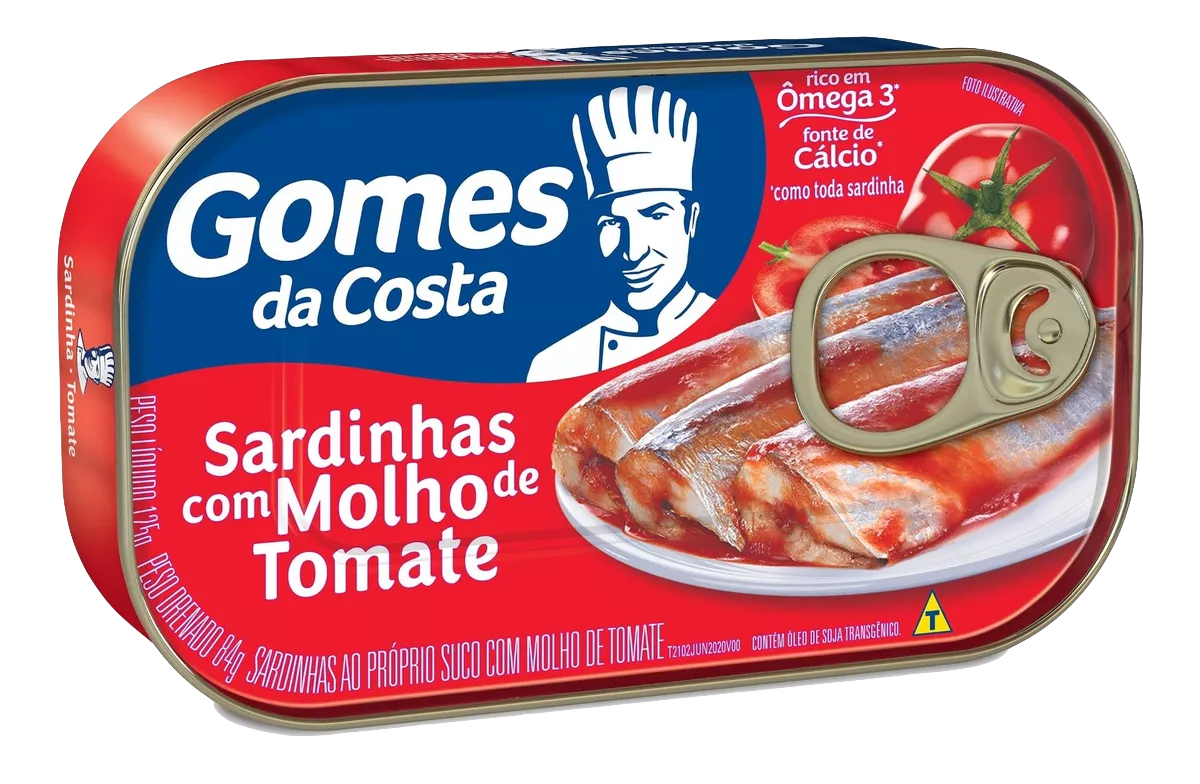 Gomes
da Costa
rico em
Ômega 3*
fonte de
Cálcio*
*como toda sardinha
FOTO ILUSTRATIVA
Sardinhas
com Molho de
Tomate
Sardinha · Tomate
PESO LÍQUIDO 125g PESO DRENADO 84g SARDINHAS AO PRÓPRIO SUCO COM MOLHO DE TOMATE
T2102JUN2020V00
CONTÉM ÓLEO DE SOJA TRANSGÊNICO.
T
Gomes